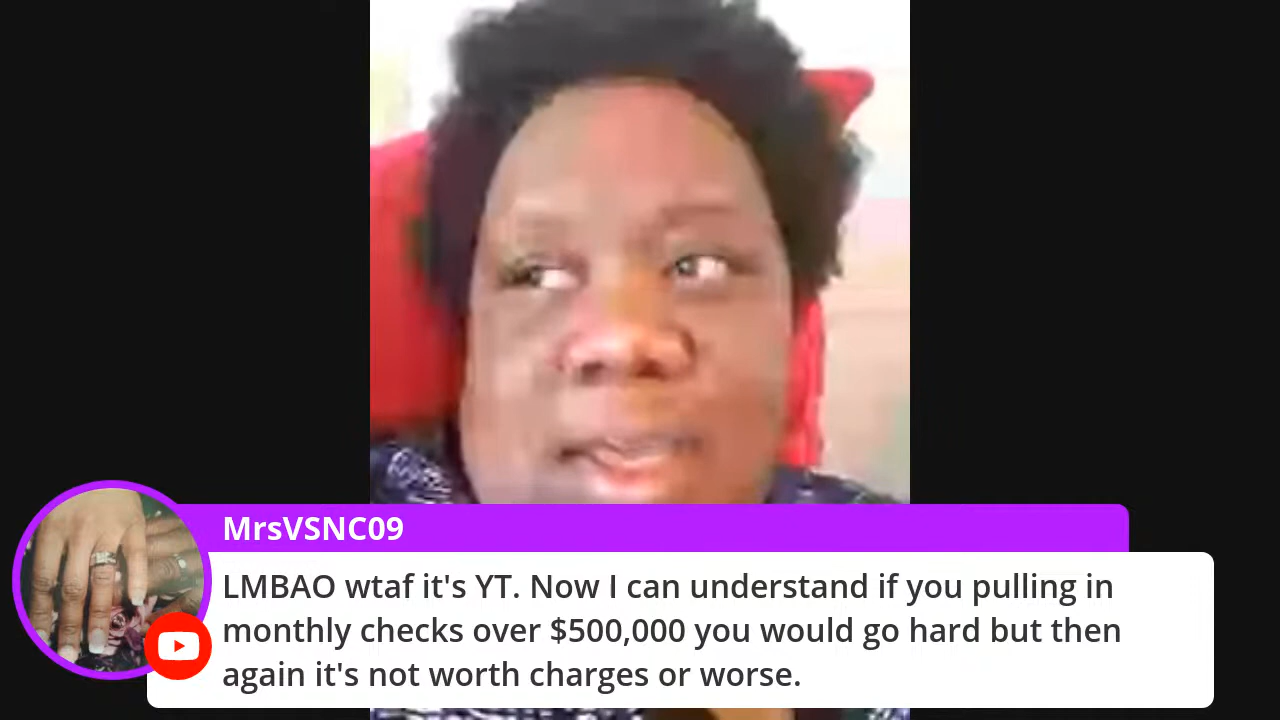 MrsVSNC09
LMBAO wtaf it's YT. Now I can understand if you pulling in
monthly checks over $500,000 you would go hard but then
again it's not worth charges or worse.